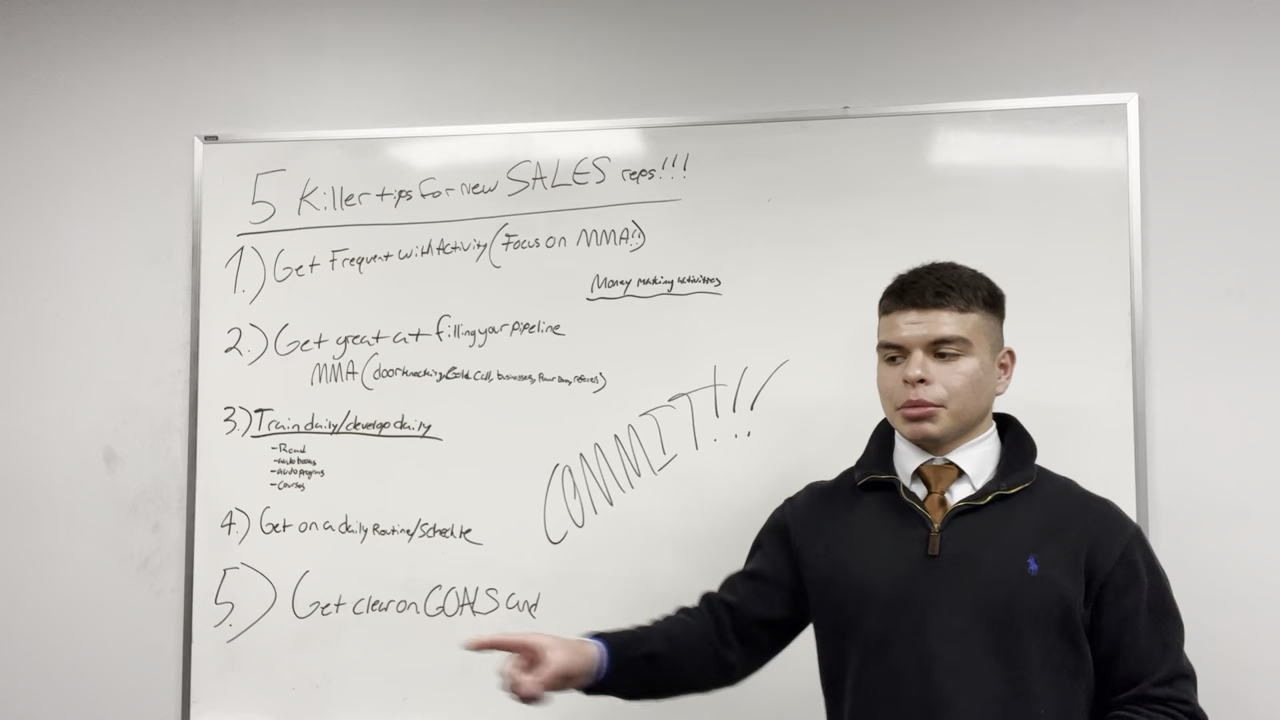 5 Killer tips for new SALES reps!!!
1.) Get Frequent with Activity (Focus on MMA!!)
Money Making Activities
2.) Get great at filling your pipeline
MMA (door knocking, Cold Call, businesses, Power Day, referes)
3.) Train daily/develop daily
- Read
- Audio books
- Audio programs
- Courses
4.) Get on a daily Routine/Schedule
5.) Get clear on GOALS and
COMMIT!!!